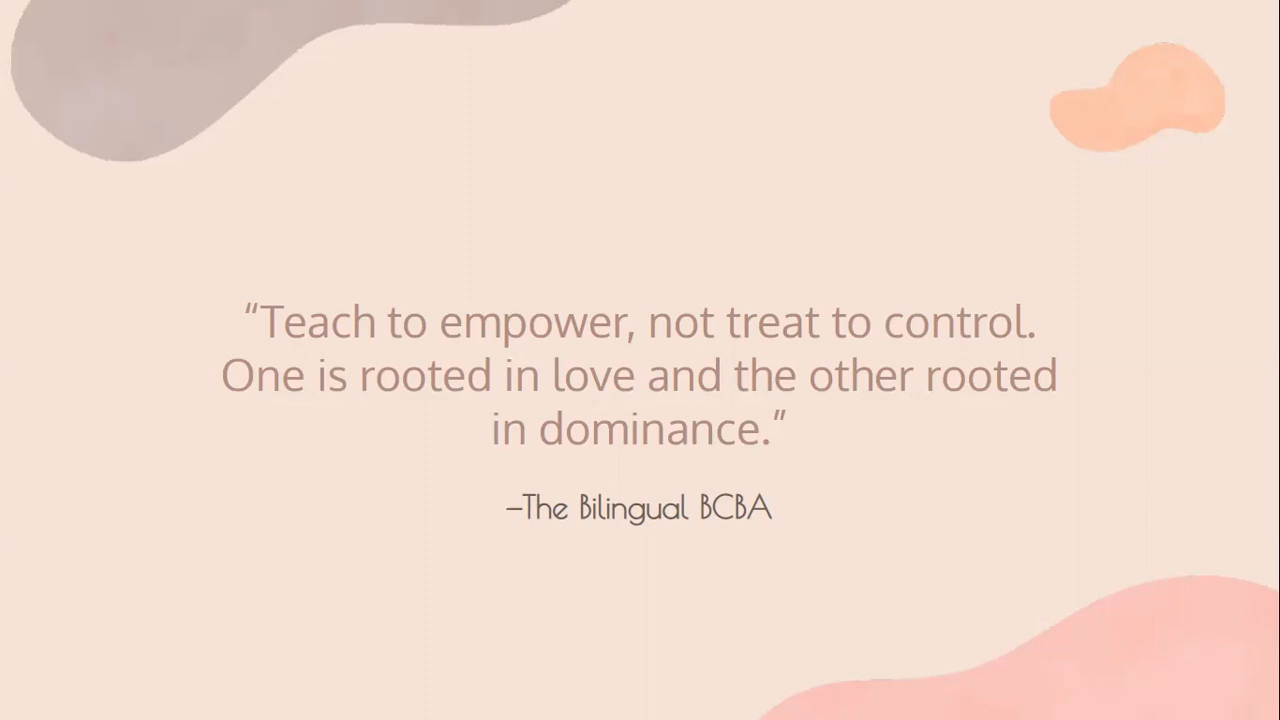 “Teach to empower, not treat to control.
One is rooted in love and the other rooted
in dominance.”
—The Bilingual BCBA